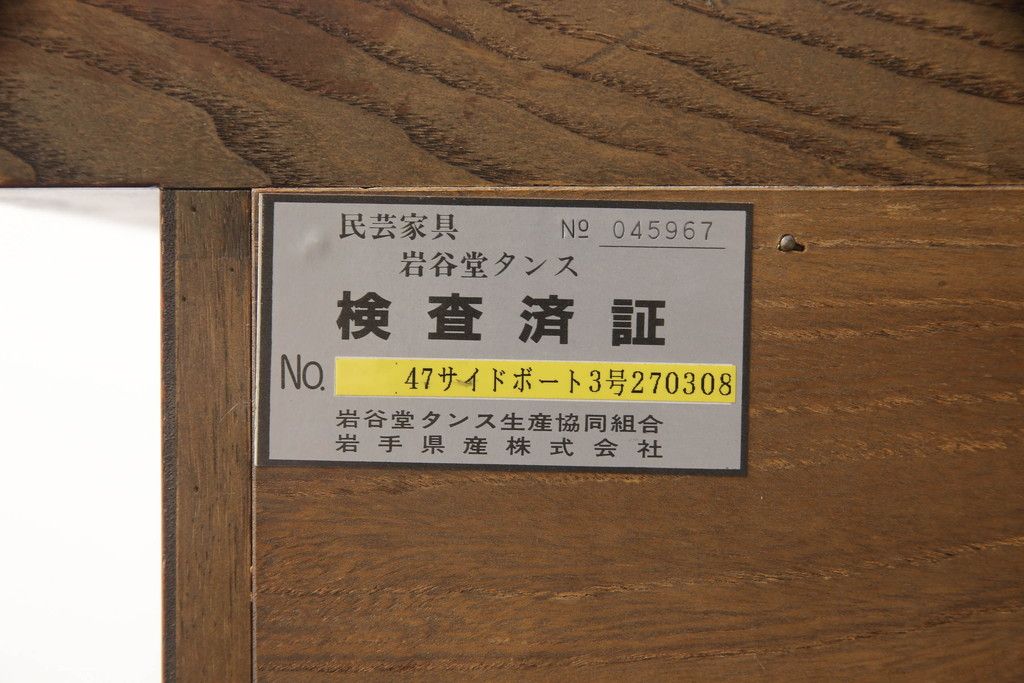 民芸家具 № 045967
岩谷堂タンス
検査済証
No. 47サイドボート3号270308
岩谷堂タンス生産協同組合
岩手県産株式会社